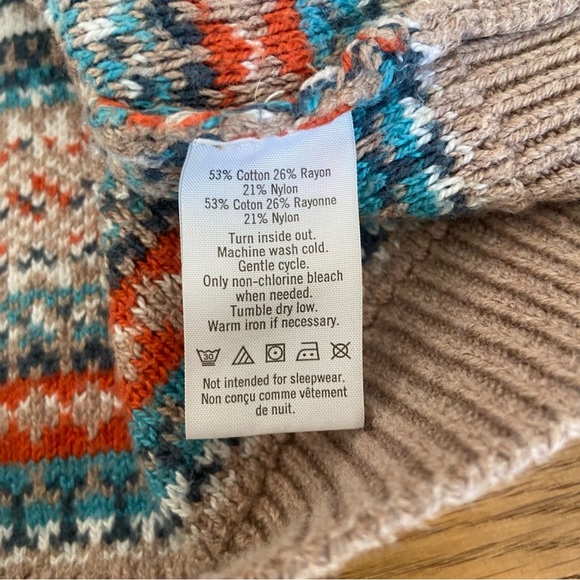 53% Cotton 26% Rayon
21% Nylon
53% Coton 26% Rayonne
21% Nylon
Turn inside out.
Machine wash cold.
Gentle cycle.
Only non-chlorine bleach
when needed.
Tumble dry low.
Warm iron if necessary.
30
Not intended for sleepwear.
Non conçu comme vêtement
de nuit.